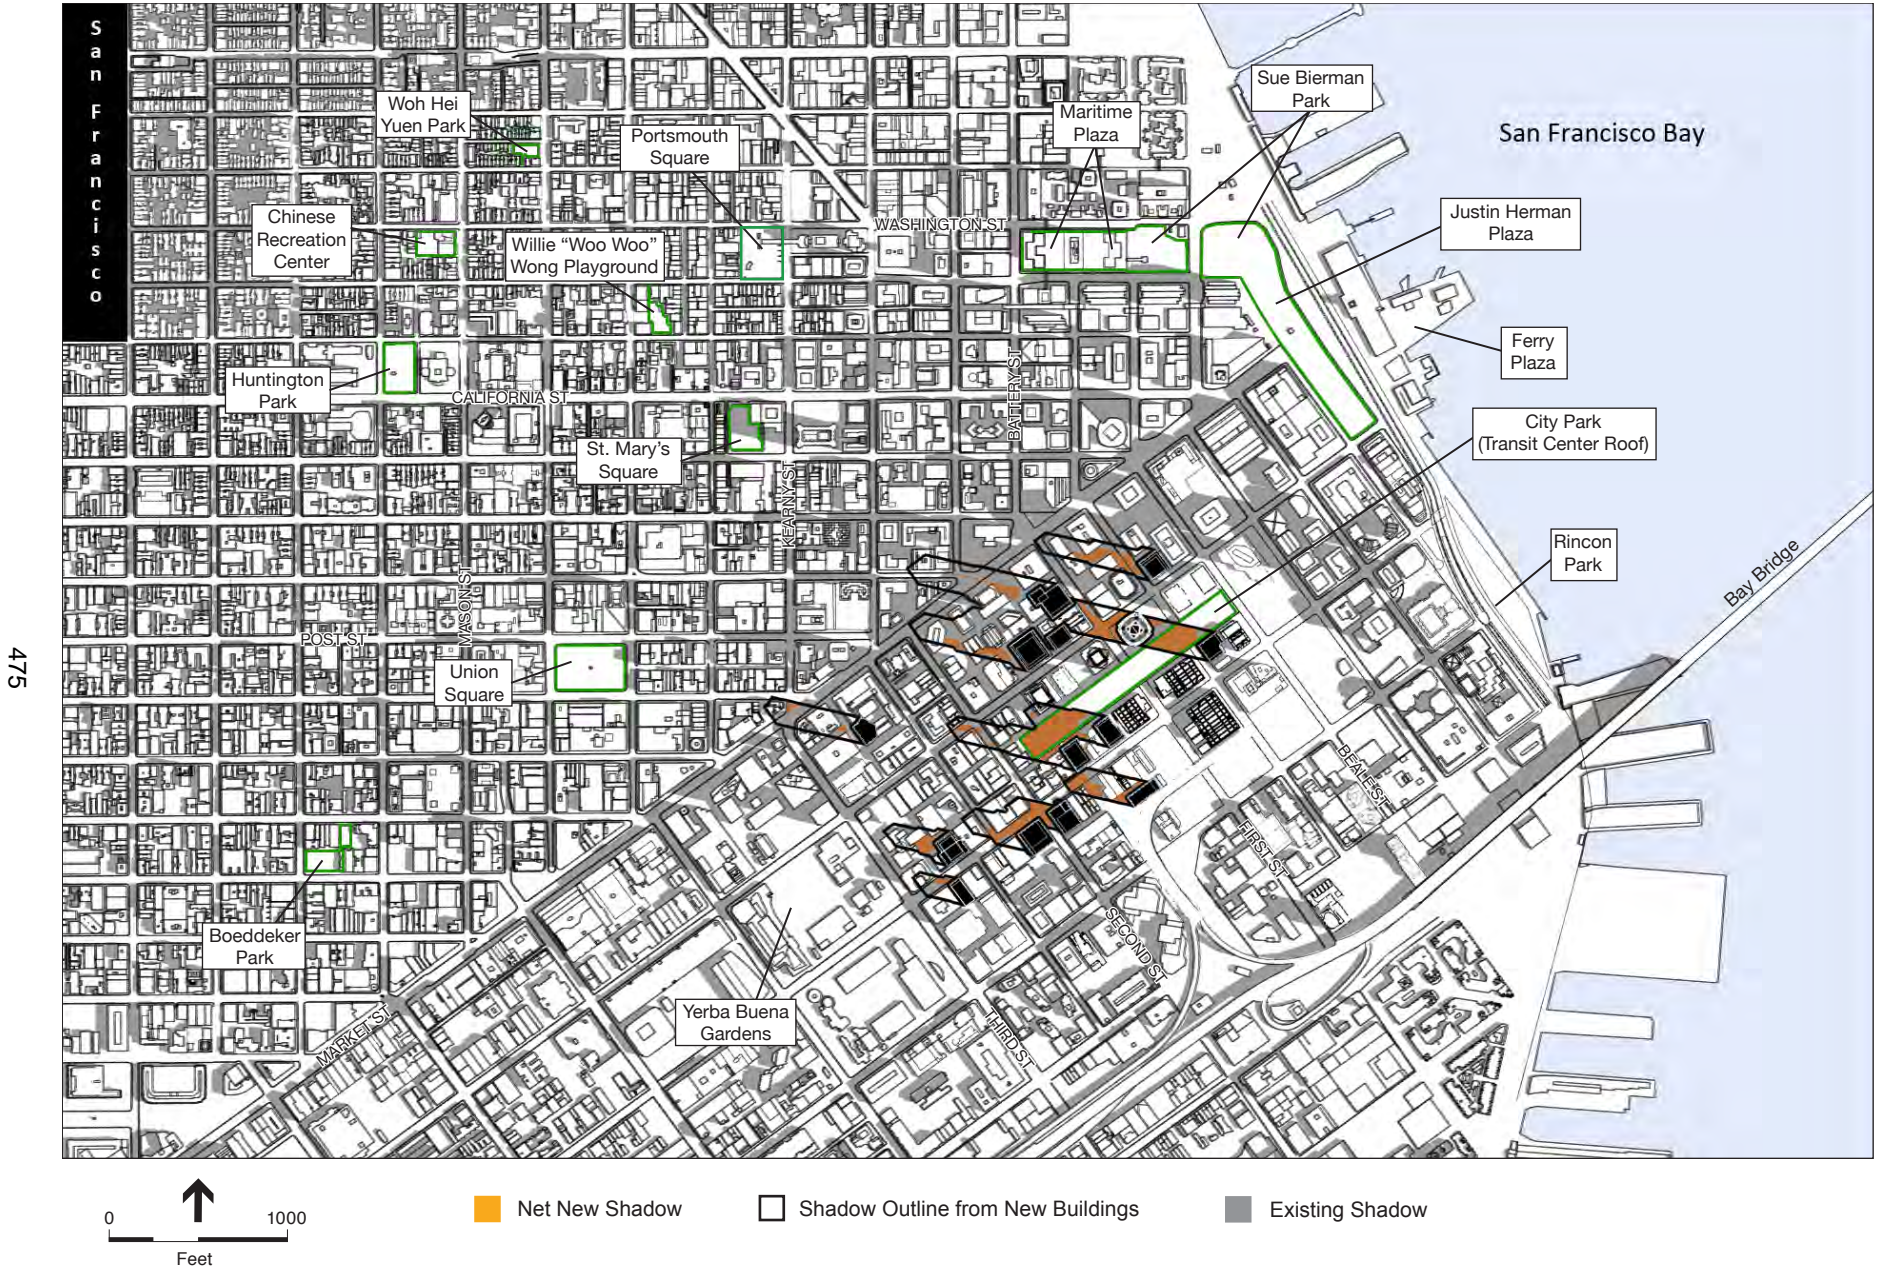 San Francisco
Sue Bierman
Park
Woh Hei
Yuen Park
Maritime
Plaza
San Francisco Bay
Portsmouth
Square
Justin Herman
Plaza
Chinese
Recreation
Center
WASHINGTON ST
Willie “Woo Woo”
Wong Playground
Ferry
Plaza
BATTERY ST
Huntington
Park
CALIFORNIA ST
City Park
(Transit Center Roof)
St. Mary’s
Square
KEARNY ST
Rincon
Park
Bay Bridge
MASON ST
POST ST
475
Union
Square
BEALE ST
FIRST ST
Boeddeker
Park
SECOND ST
Yerba Buena
Gardens
MARKET ST
THIRD ST
0 1000
Feet
Net New Shadow
Shadow Outline from New Buildings
Existing Shadow